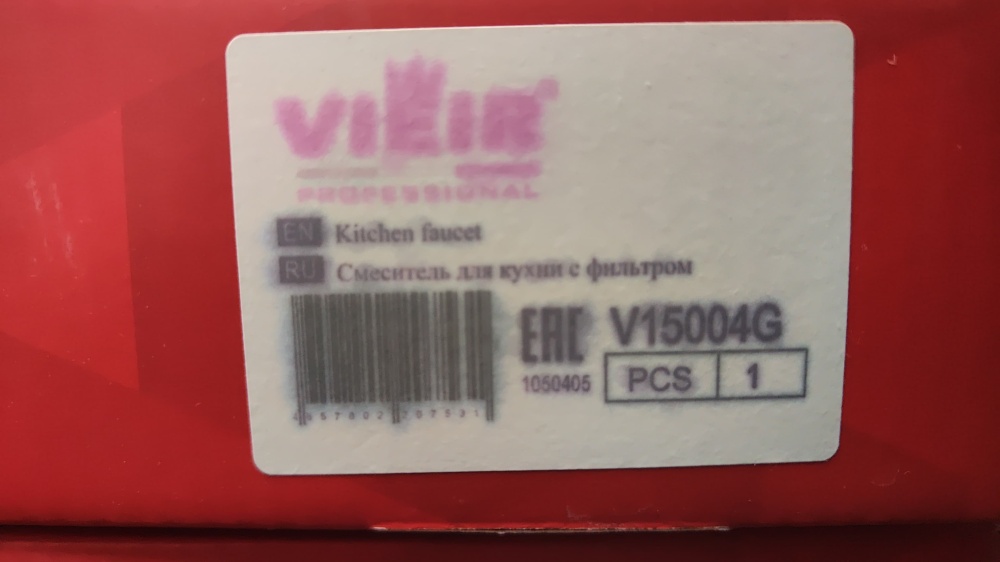 VIEIR®
PROFESSIONAL
EN Kitchen faucet
RU Смеситель для кухни с фильтром
EAC V15004G
1050405 PCS 1